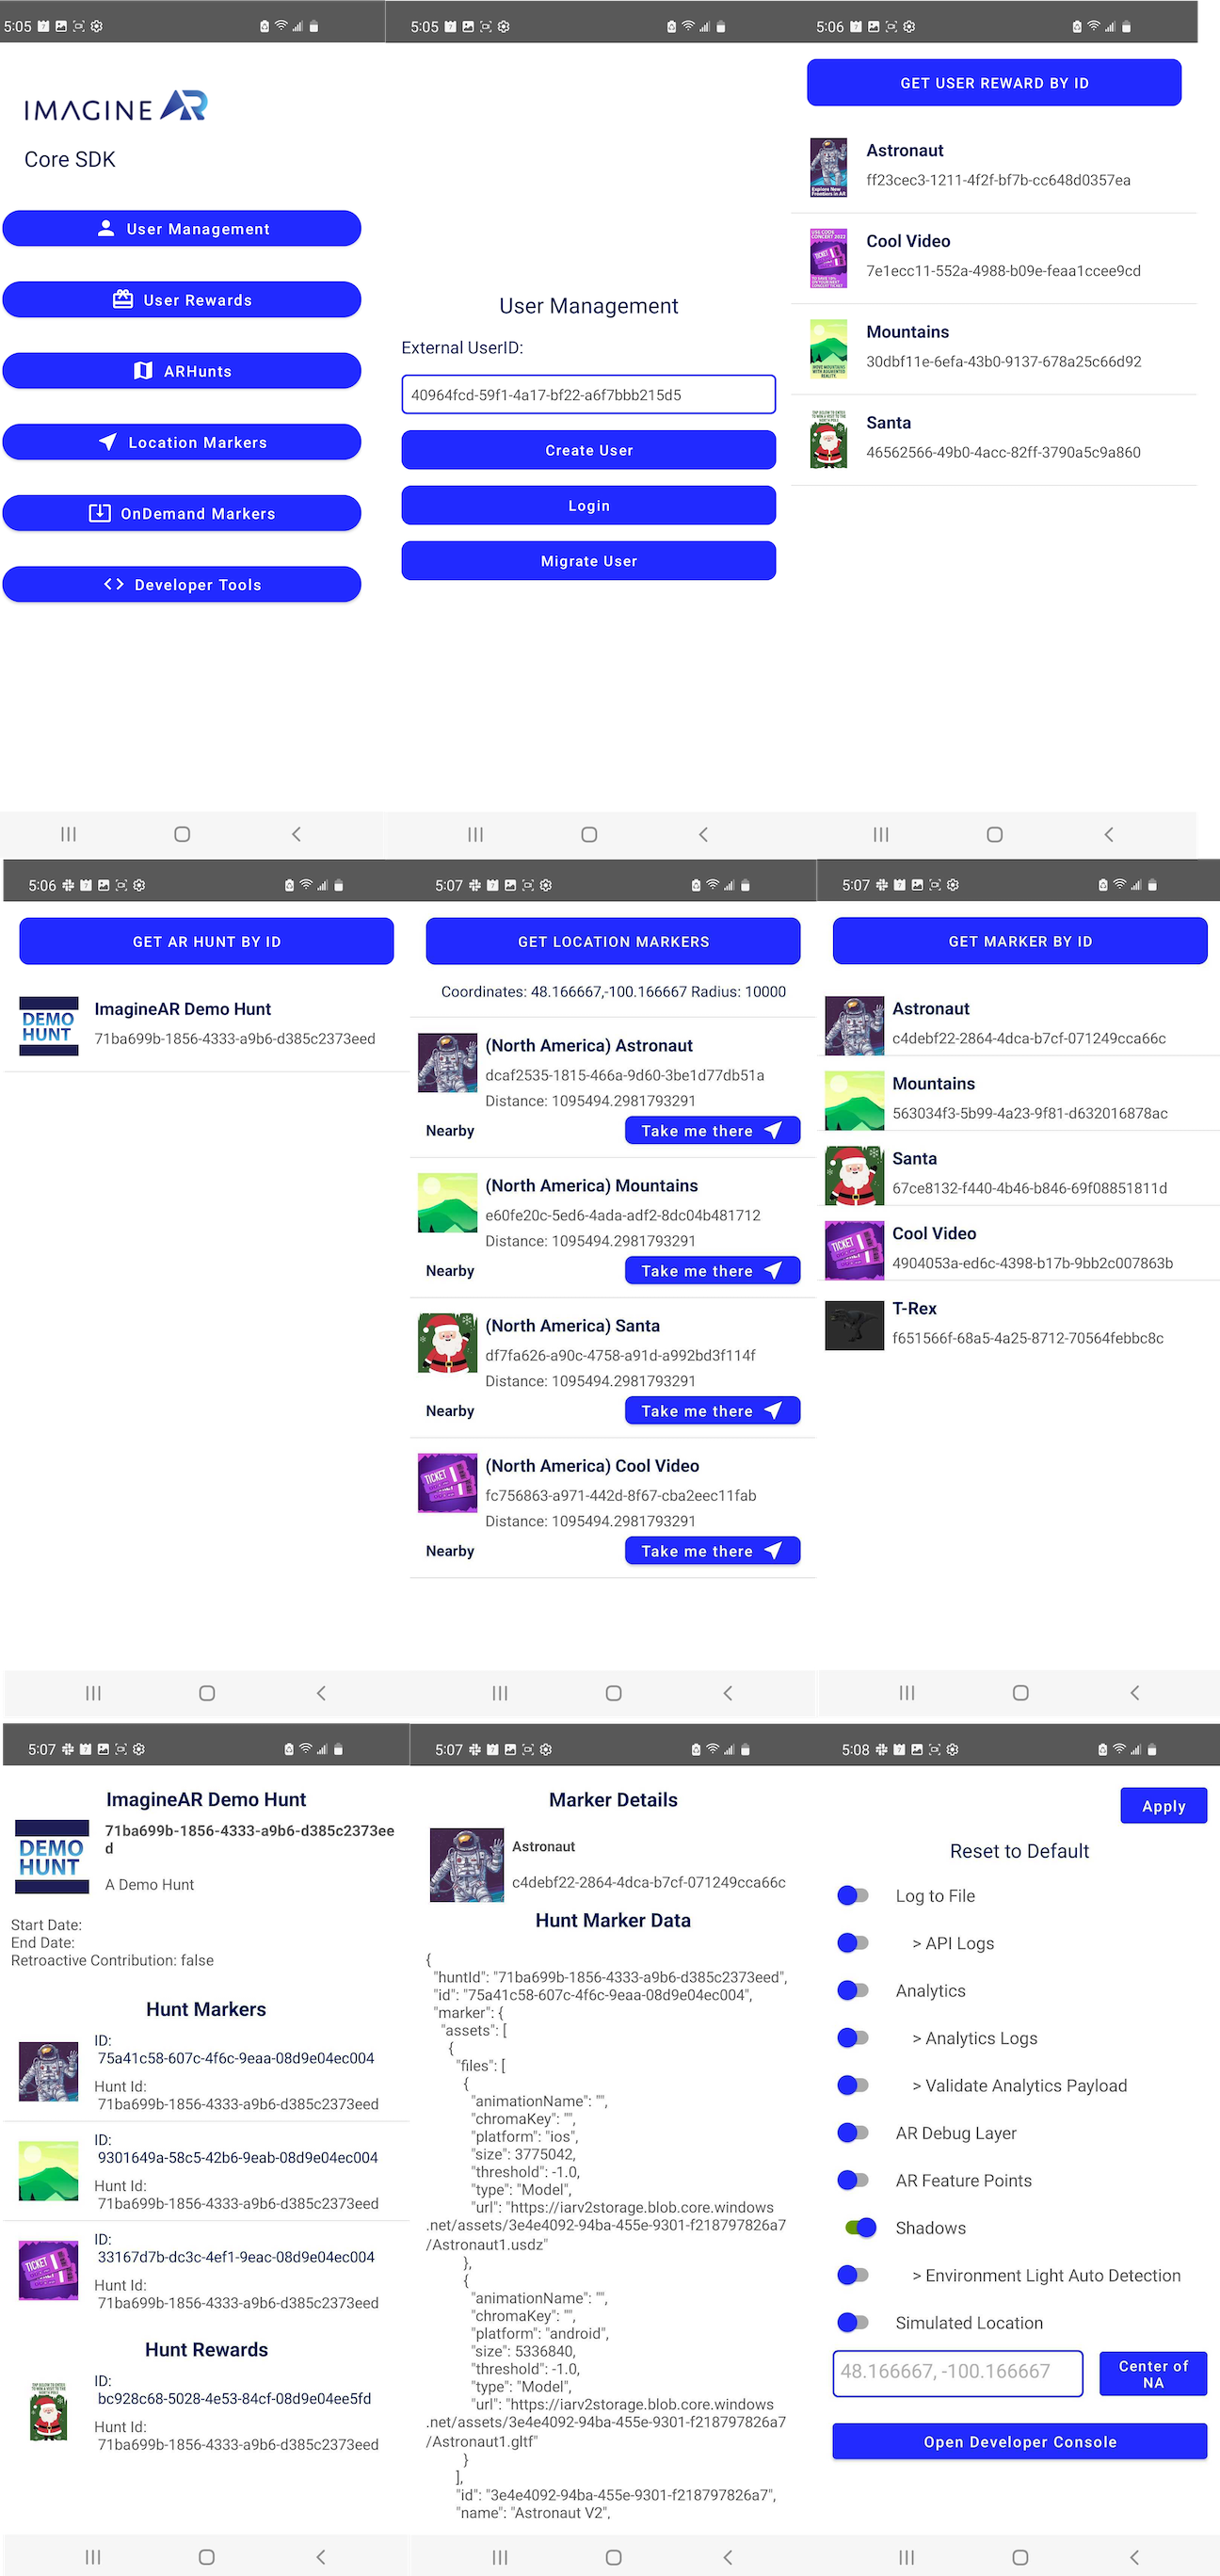 5:05
IMAGINE AR
Core SDK
User Management
User Rewards
ARHunts
Location Markers
OnDemand Markers
Developer Tools
5:05
User Management
External UserID:
40964fcd-59f1-4a17-bf22-a6f7bbb215d5
Create User
Login
Migrate User
5:06
GET USER REWARD BY ID
Explore New
Frontiers in AR
Astronaut
ff23cec3-1211-4f2f-bf7b-cc648d0357ea
TICKET
Cool Video
7e1ecc11-552a-4988-b09e-feaa1ccee9cd
MOVE MOUNTAINS
WITH AUGMENTED
REALITY.
Mountains
30dbf11e-6efa-43b0-9137-678a25c66d92
Santa
46562566-49b0-4acc-82ff-3790a5c9a860
5:06
GET AR HUNT BY ID
DEMO
HUNT
ImagineAR Demo Hunt
71ba699b-1856-4333-a9b6-d385c2373eed
5:07
GET LOCATION MARKERS
Coordinates: 48.166667,-100.166667 Radius: 10000
(North America) Astronaut
dcaf2535-1815-466a-9d60-3be1d77db51a
Distance: 1095494.2981793291
Nearby
Take me there
(North America) Mountains
e60fe20c-5ed6-4ada-adf2-8dc04b481712
Distance: 1095494.2981793291
Nearby
Take me there
(North America) Santa
df7fa626-a90c-4758-a91d-a992bd3f114f
Distance: 1095494.2981793291
Nearby
Take me there
TICKET
(North America) Cool Video
fc756863-a971-442d-8f67-cba2eec11fab
Distance: 1095494.2981793291
Nearby
Take me there
5:07
GET MARKER BY ID
Astronaut
c4debf22-2864-4dca-b7cf-071249cca66c
Mountains
563034f3-5b99-4a23-9f81-d632016878ac
Santa
67ce8132-f440-4b46-b846-69f08851811d
TICKET
Cool Video
4904053a-ed6c-4398-b17b-9bb2c007863b
T-Rex
f651566f-68a5-4a25-8712-70564febbc8c
5:07
ImagineAR Demo Hunt
DEMO
HUNT
71ba699b-1856-4333-a9b6-d385c2373ee
d
A Demo Hunt
Start Date:
End Date:
Retroactive Contribution: false
Hunt Markers
ID:
75a41c58-607c-4f6c-9eaa-08d9e04ec004
Hunt Id:
71ba699b-1856-4333-a9b6-d385c2373eed
ID:
9301649a-58c5-42b6-9eab-08d9e04ec004
Hunt Id:
71ba699b-1856-4333-a9b6-d385c2373eed
TICKET
ID:
33167d7b-dc3c-4ef1-9eac-08d9e04ec004
Hunt Id:
71ba699b-1856-4333-a9b6-d385c2373eed
Hunt Rewards
ID:
bc928c68-5028-4e53-84cf-08d9e04ee5fd
Hunt Id:
71ba699b-1856-4333-a9b6-d385c2373eed
5:07
Marker Details
Astronaut
c4debf22-2864-4dca-b7cf-071249cca66c
Hunt Marker Data
{
"huntId": "71ba699b-1856-4333-a9b6-d385c2373eed",
"id": "75a41c58-607c-4f6c-9eaa-08d9e04ec004",
"marker": {
"assets": [
{
"files": [
{
"animationName": "",
"chromaKey": "",
"platform": "ios",
"size": 3775042,
"threshold": -1.0,
"type": "Model",
"url": "https://iarv2storage.blob.core.windows
.net/assets/3e4e4092-94ba-455e-9301-f218797826a7
/Astronaut1.usdz"
},
{
"animationName": "",
"chromaKey": "",
"platform": "android",
"size": 5336840,
"threshold": -1.0,
"type": "Model",
"url": "https://iarv2storage.blob.core.windows
.net/assets/3e4e4092-94ba-455e-9301-f218797826a7
/Astronaut1.gltf"
}
],
"id": "3e4e4092-94ba-455e-9301-f218797826a7",
"name": "Astronaut V2",
5:08
Apply
Reset to Default
Log to File
> API Logs
Analytics
> Analytics Logs
> Validate Analytics Payload
AR Debug Layer
AR Feature Points
Shadows
> Environment Light Auto Detection
Simulated Location
48.166667, -100.166667
Center of
NA
Open Developer Console